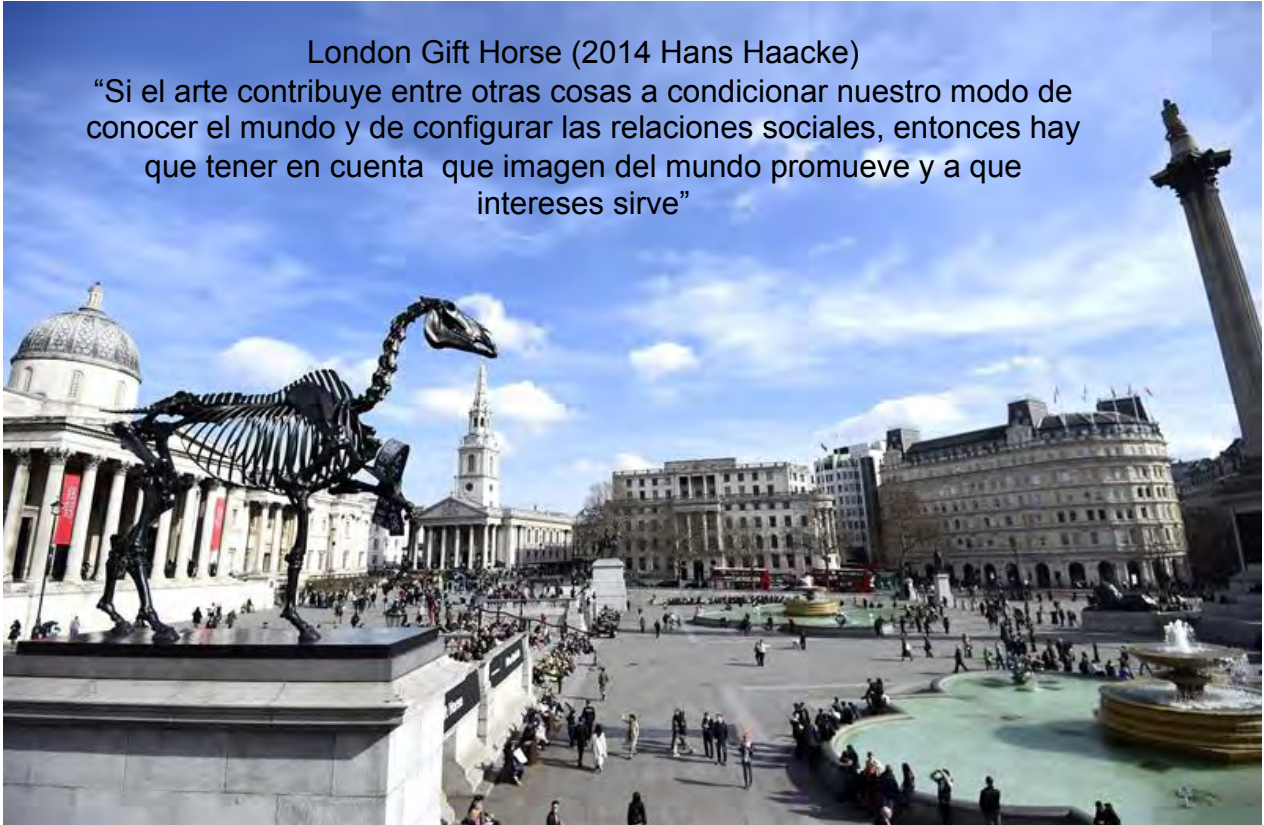 London Gift Horse (2014 Hans Haacke)
“Si el arte contribuye entre otras cosas a condicionar nuestro modo de
conocer el mundo y de configurar las relaciones sociales, entonces hay
que tener en cuenta  que imagen del mundo promueve y a que
intereses sirve”